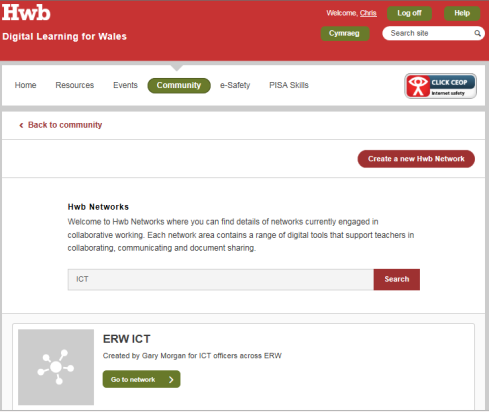 Hwb
Welcome, Chris
Log off
Help
Digital Learning for Wales
Cymraeg
Search site
Home
Resources
Events
Community
e-Safety
PISA Skills
CLICK CEOP
Internet safety
‹ Back to community
Create a new Hwb Network
Hwb Networks
Welcome to Hwb Networks where you can find details of networks currently engaged in
collaborative working. Each network area contains a range of digital tools that support teachers in
collaborating, communicating and document sharing.
ICT
Search
ERW ICT
Created by Gary Morgan for ICT officers across ERW
Go to network